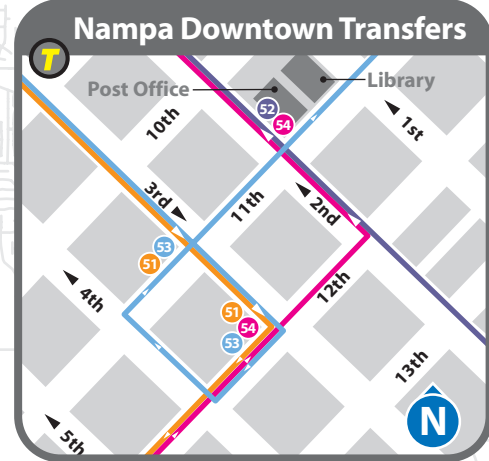 Nampa Downtown Transfers
T
Post Office
Library
52
54
10th
1st
11th
2nd
3rd
53
51
12th
4th
51
54
53
13th
N
5th